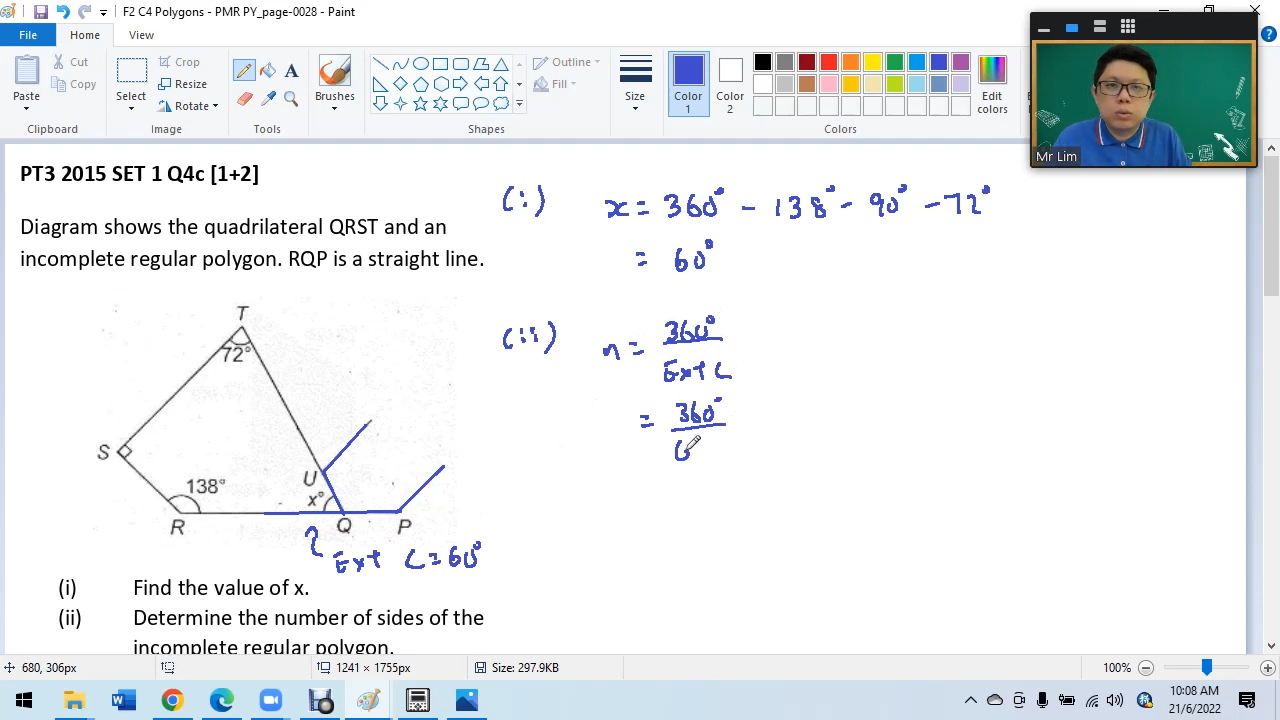 F2 C4 Polygons - PMR PY_page-0028 - Paint
File Home View
Paste Cut Copy Clipboard
Select Crop Resize Rotate Image
A Tools
Brushes
Shapes Outline Fill
Size
Color 1 Color 2 Edit colors Colors
Mr Lim
PT3 2015 SET 1 Q4c [1+2]
Diagram shows the quadrilateral QRST and an
incomplete regular polygon. RQP is a straight line.
T
72°
S
U
138°
x°
R Q P
Ext ∠ = 60°
(i) Find the value of x.
(ii) Determine the number of sides of the
incomplete regular polygon.
(i) x = 360° - 138° - 90° - 72°
= 60°
(ii) n = 360°
Ext ∠
= 360°
6
680, 306px 1241 × 1755px Size: 297.9KB 100%
10:08 AM
21/6/2022